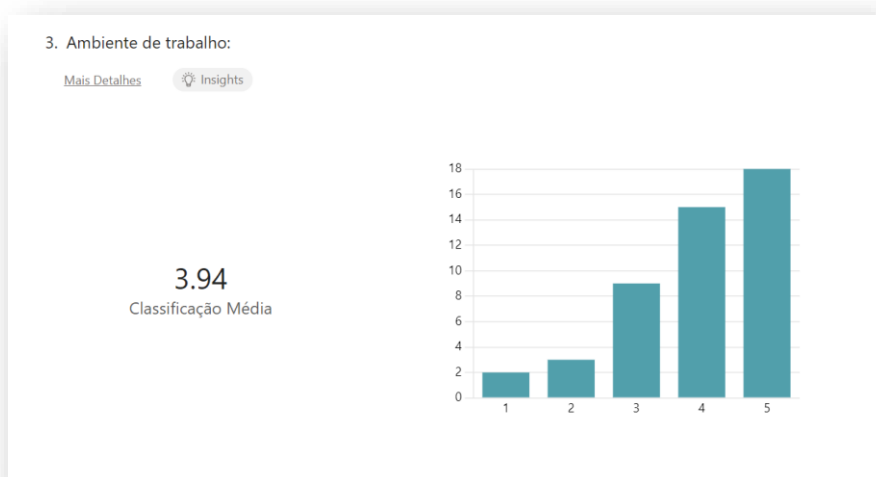 3. Ambiente de trabalho:
Mais Detalhes
Insights
3.94
Classificação Média
18
16
14
12
10
8
6
4
2
0
1 2 3 4 5